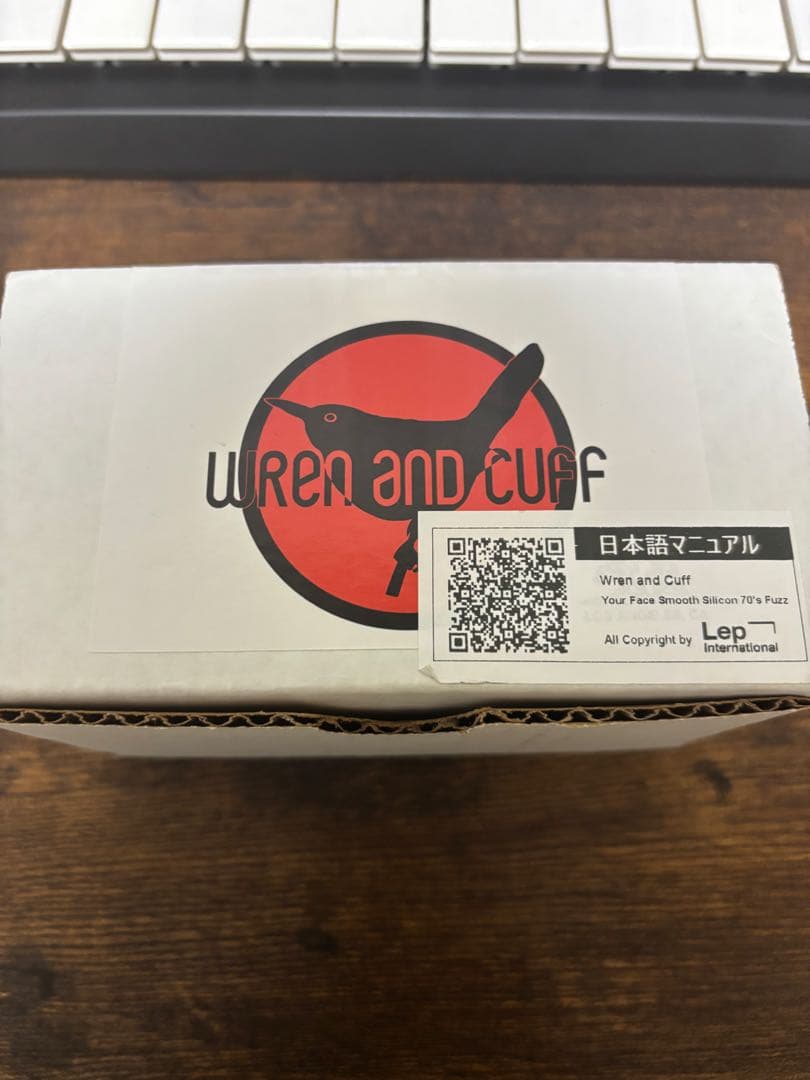 wren and cuff
日本語マニュアル
Wren and Cuff
Your Face Smooth Silicon 70's Fuzz
All Copyright by Lep International